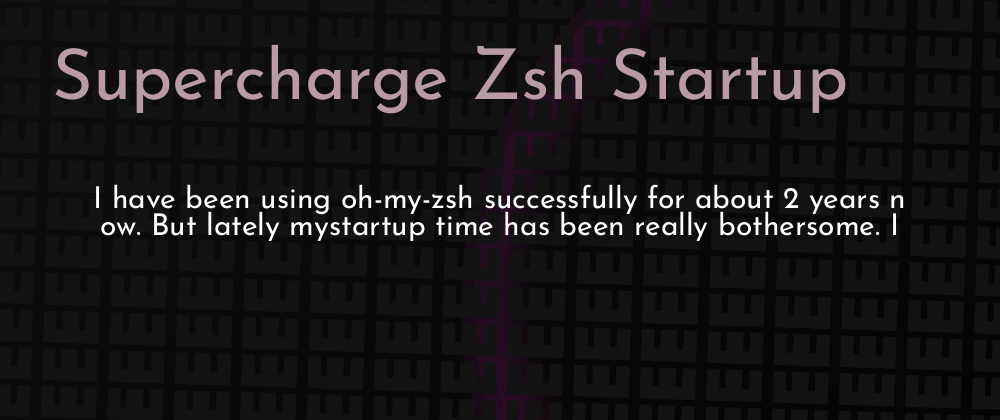 Supercharge Zsh Startup
I have been using oh-my-zsh successfully for about 2 years n
ow. But lately mystartup time has been really bothersome. I